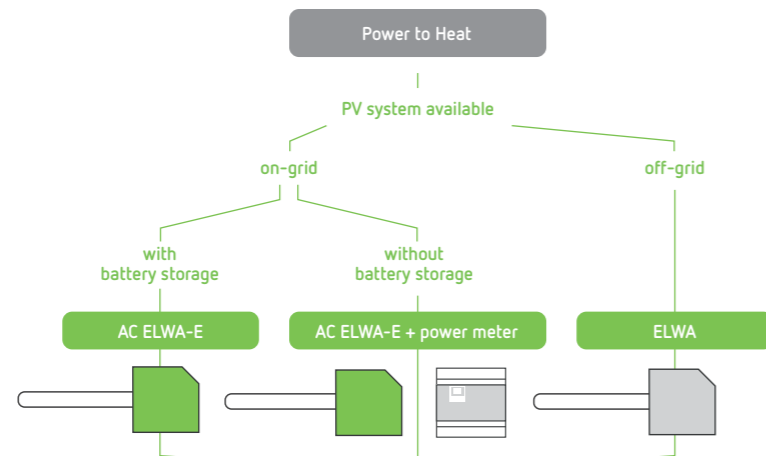 Power to Heat
PV system available
on-grid
off-grid
with
battery storage
without
battery storage
AC ELWA-E
AC ELWA-E + power meter
ELWA